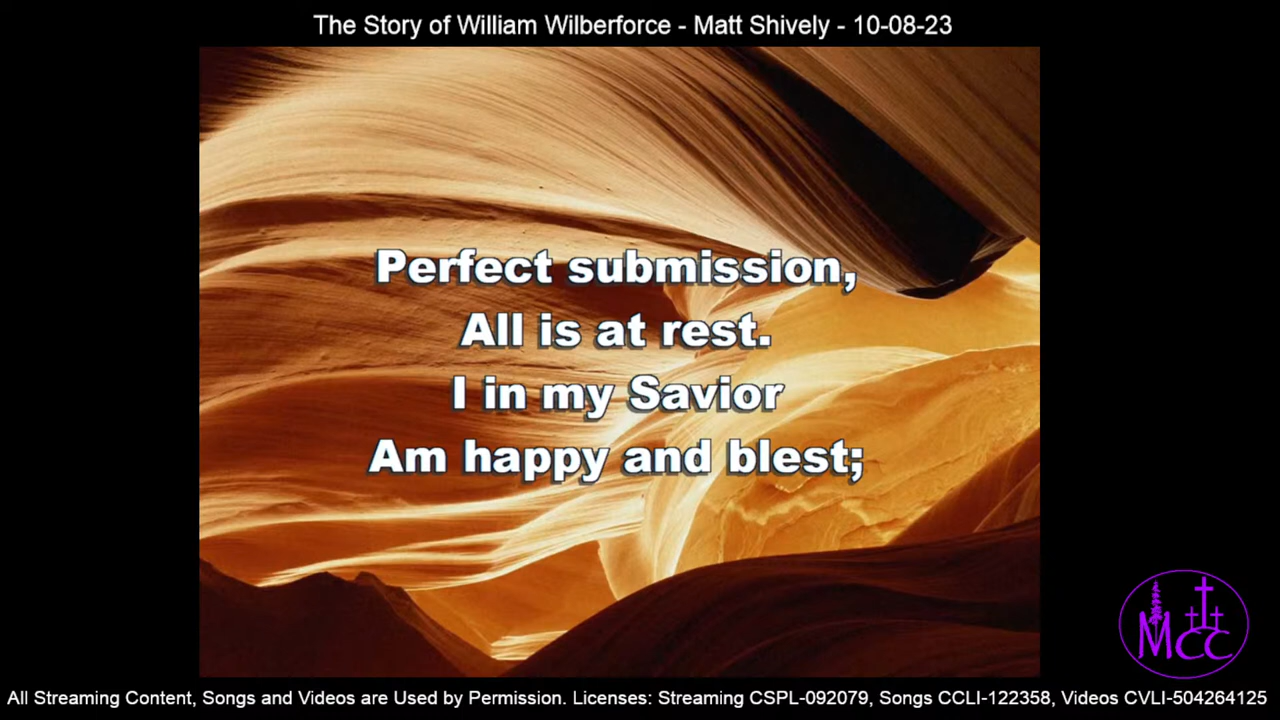 The Story of William Wilberforce - Matt Shively - 10-08-23
Perfect submission,
All is at rest.
I in my Savior
Am happy and blest;
MCC
All Streaming Content, Songs and Videos are Used by Permission. Licenses: Streaming CSPL-092079, Songs CCLI-122358, Videos CVLI-504264125